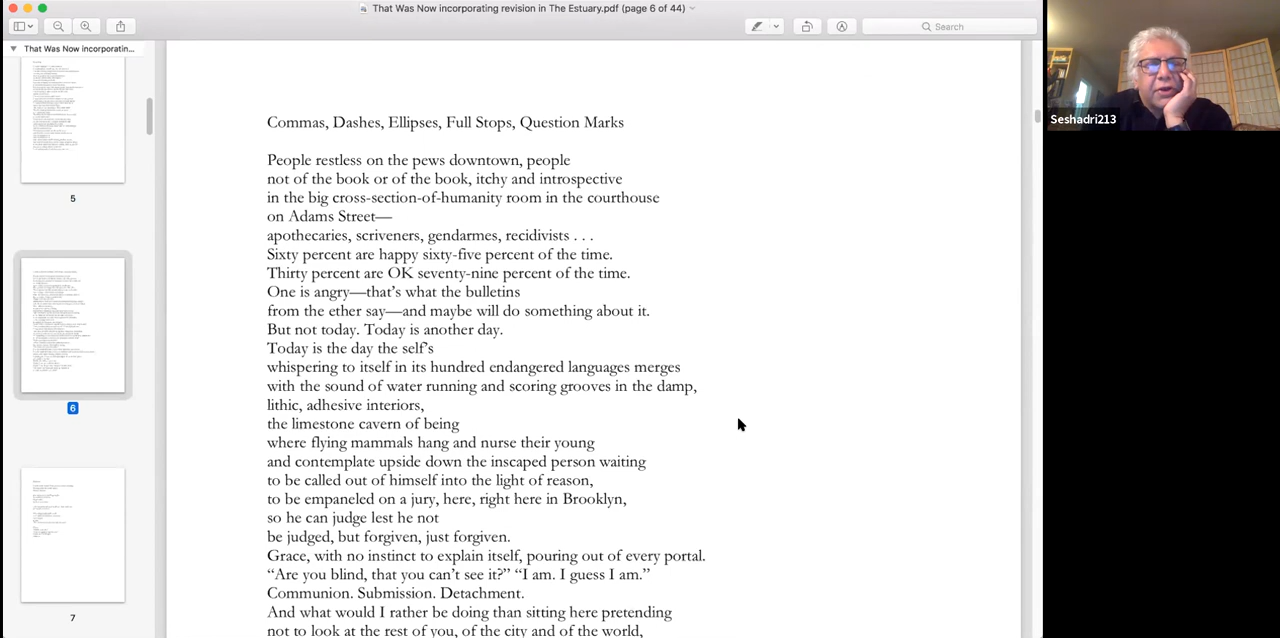 That Was Now incorporating revision in The Estuary.pdf (page 6 of 44)
Search
That Was Now incorporatin...
5
6
7
Commas, Dashes, Ellipses, Full Stops, Question Marks
People restless on the pews downtown, people
not of the book or of the book, itchy and introspective
in the big cross-section-of-humanity room in the courthouse
on Adams Street—
apothecaries, scriveners, gendarmes, recidivists . . .
Sixty percent are happy sixty-five percent of the time.
Thirty percent are OK seventy-nine percent of the time.
One is sad—that's not the last word, though, far be it
from me ever say—and maybe I'll do something about it.
But not today. Today is another day.
Today the day the self's
whispering to itself in its hundred endangered languages merges
with the sound of water running and scoring grooves in the damp,
lithic, adhesive interiors,
the limestone cavern of being
where flying mammals hang and nurse their young
and contemplate upside down the inscaped person waiting
to be called out of himself into the light of reason,
to be empaneled on a jury, here, right here in Brooklyn,
so he can judge lest he not
be judged, but forgiven, just forgiven.
Grace, with no instinct to explain itself, pouring out of every portal.
“Are you blind, that you can't see it?” “I am. I guess I am.”
Communion. Submission. Detachment.
And what would I rather be doing than sitting here pretending
not to look at the rest of you, of the city and of the world,
Seshadri213